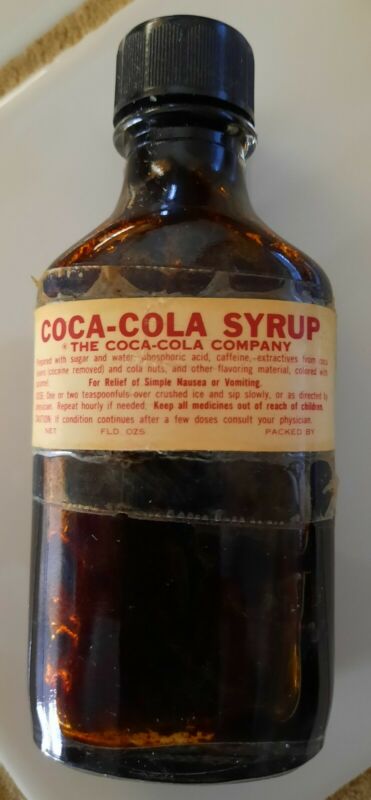 COCA-COLA SYRUP
THE COCA-COLA COMPANY
Prepared with sugar and water, phosphoric acid, caffeine, extractives from coca
leaves (cocaine removed) and cola nuts, and other flavoring material, colored with
caramel. For Relief of Simple Nausea or Vomiting.
DOSE: One or two teaspoonfuls over crushed ice and sip slowly, or as directed by
physician. Repeat hourly if needed. Keep all medicines out of reach of children.
CAUTION: If condition continues after a few doses consult your physician.
NET FLD. OZS PACKED BY